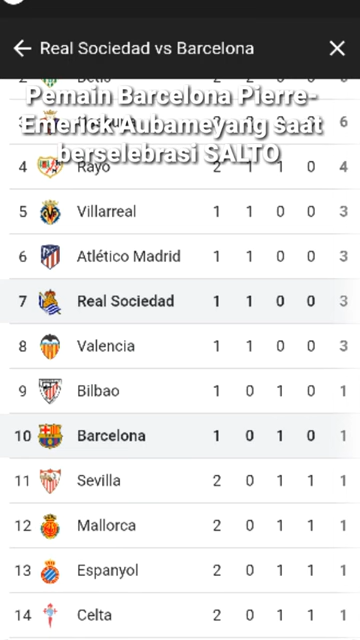 Real Sociedad vs Barcelona
2 Betis 6
Pemain Barcelona Pierre-
Emerick Aubameyang saat
berselebrasi SALTO
6
4 Rayo 2 1 1 0 4
5 Villarreal 1 1 0 0 3
6 Atlético Madrid 1 1 0 0 3
7 Real Sociedad 1 1 0 0 3
8 Valencia 1 1 0 0 3
9 Bilbao 1 0 1 0 1
10 Barcelona 1 0 1 0 1
11 Sevilla 2 0 1 1 1
12 Mallorca 2 0 1 1 1
13 Espanyol 2 0 1 1 1
14 Celta 2 0 1 1 1